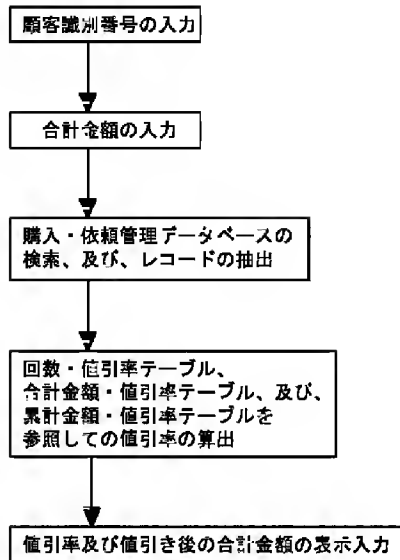 顧客識別番号の入力
合計金額の入力
購入・依頼管理データベースの
検索、及び、レコードの抽出
回数・値引率テーブル、
合計金額・値引率テーブル、及び、
累計金額・値引率テーブルを
参照しての値引率の算出
値引率及び値引き後の合計金額の表示入力